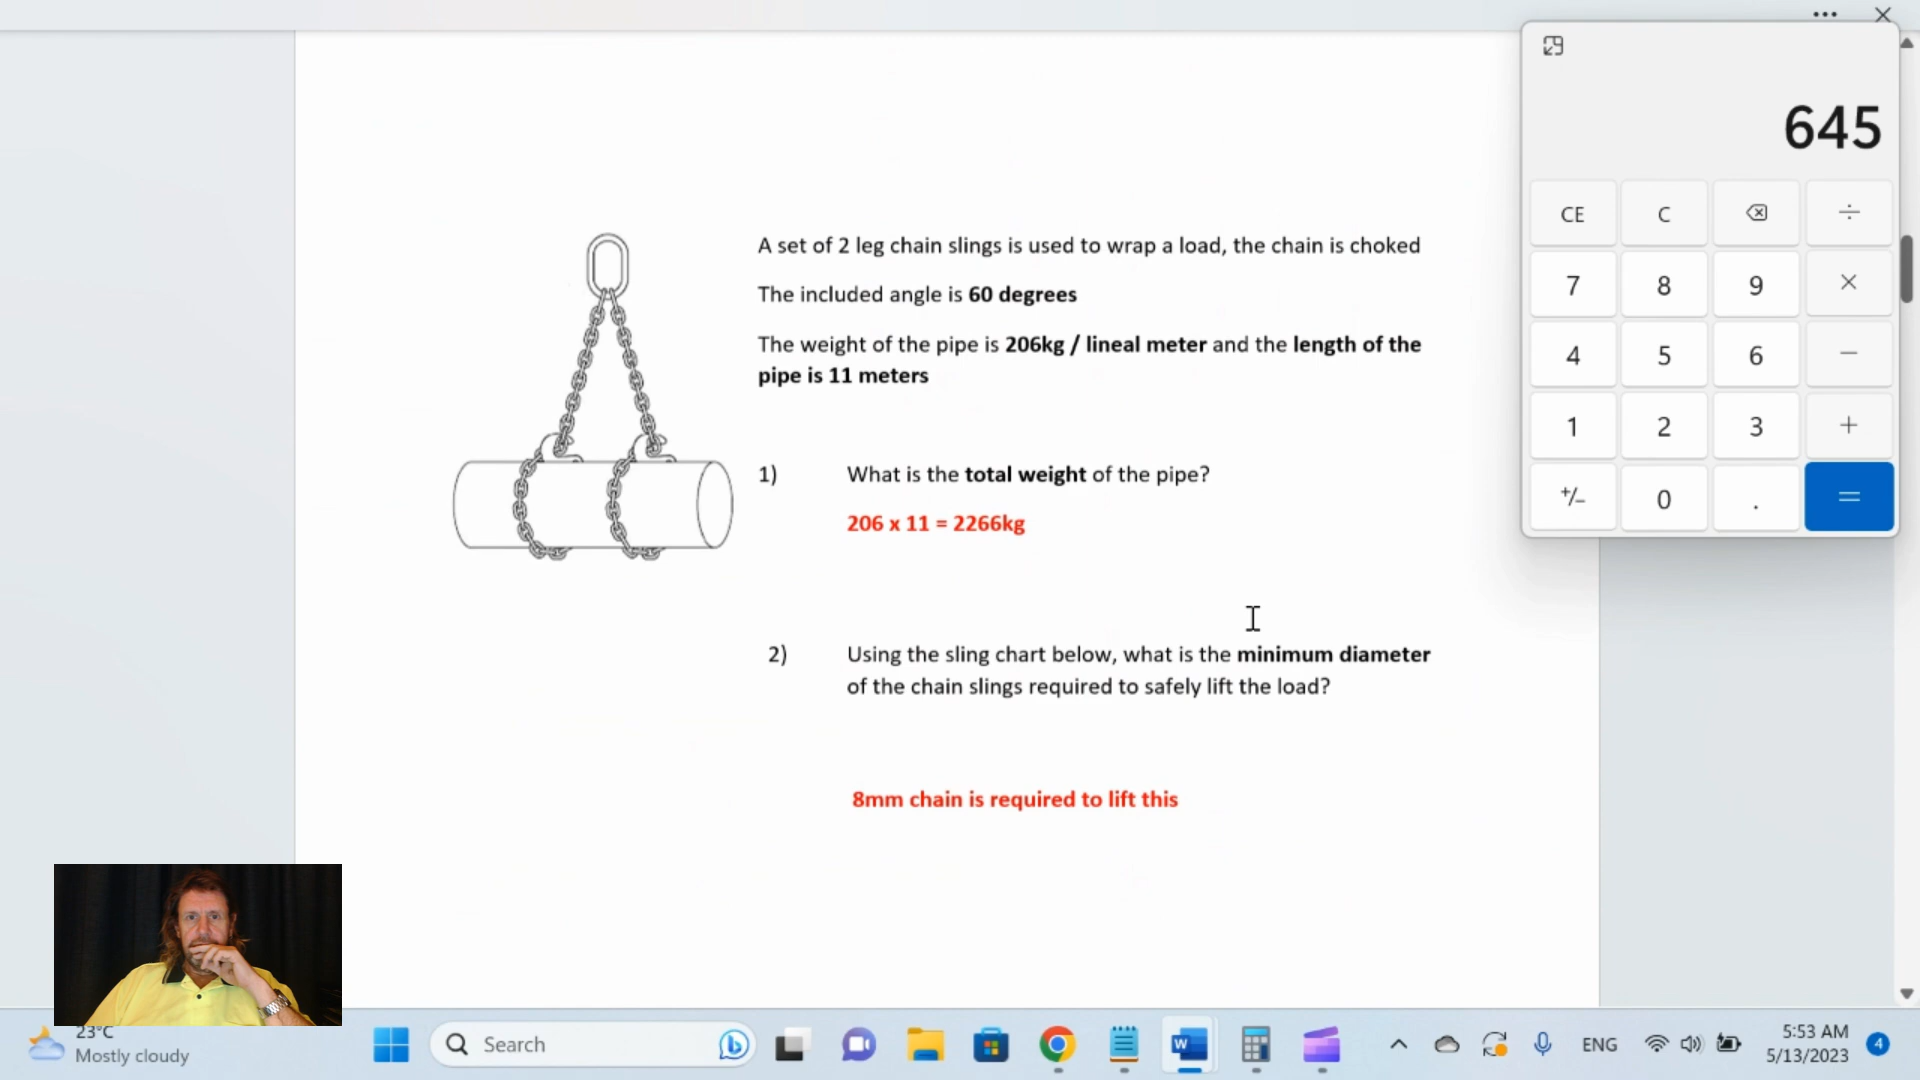 645
CE C ÷
7 8 9 ×
4 5 6 −
1 2 3 +
+/− 0 . =
A set of 2 leg chain slings is used to wrap a load, the chain is choked
The included angle is 60 degrees
The weight of the pipe is 206kg / lineal meter and the length of the
pipe is 11 meters
1) What is the total weight of the pipe?
206 x 11 = 2266kg
2) Using the sling chart below, what is the minimum diameter
of the chain slings required to safely lift the load?
8mm chain is required to lift this
23°C
Mostly cloudy
Search
W
ENG
5:53 AM
5/13/2023
4